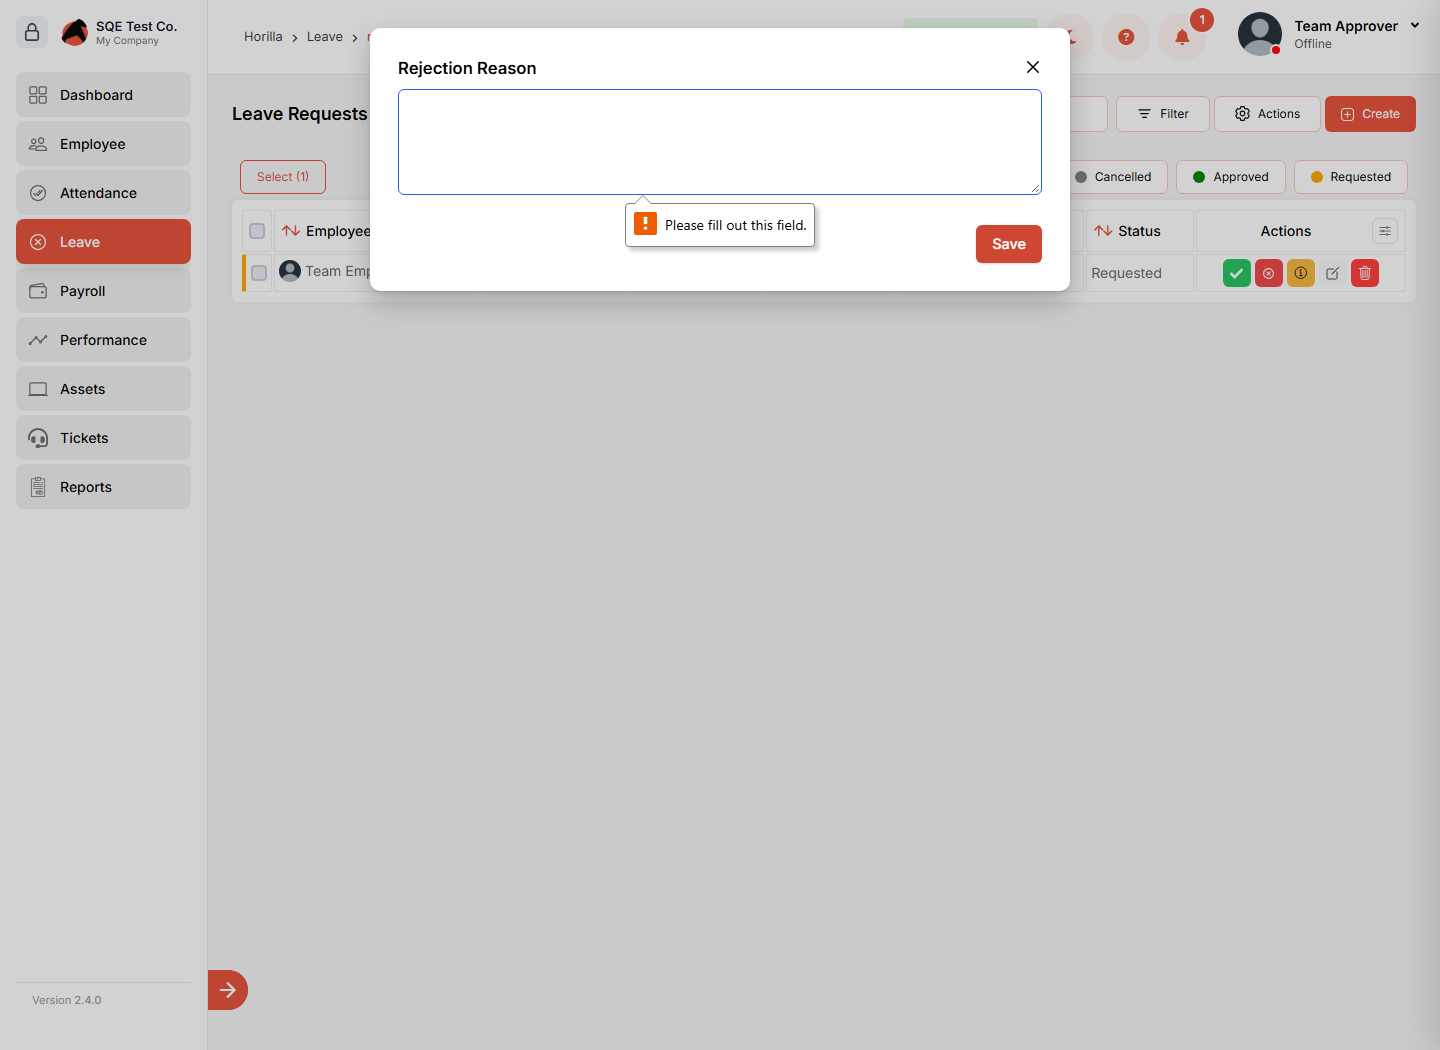 SQE Test Co.
My Company
Dashboard
Employee
Attendance
Leave
Payroll
Performance
Assets
Tickets
Reports
Version 2.4.0
Horilla
Leave
1
Team Approver
Offline
Leave Requests
Filter
Actions
Create
Select (1)
Cancelled
Approved
Requested
Employee
Status
Actions
Team Emp
Requested
Rejection Reason
Please fill out this field.
Save